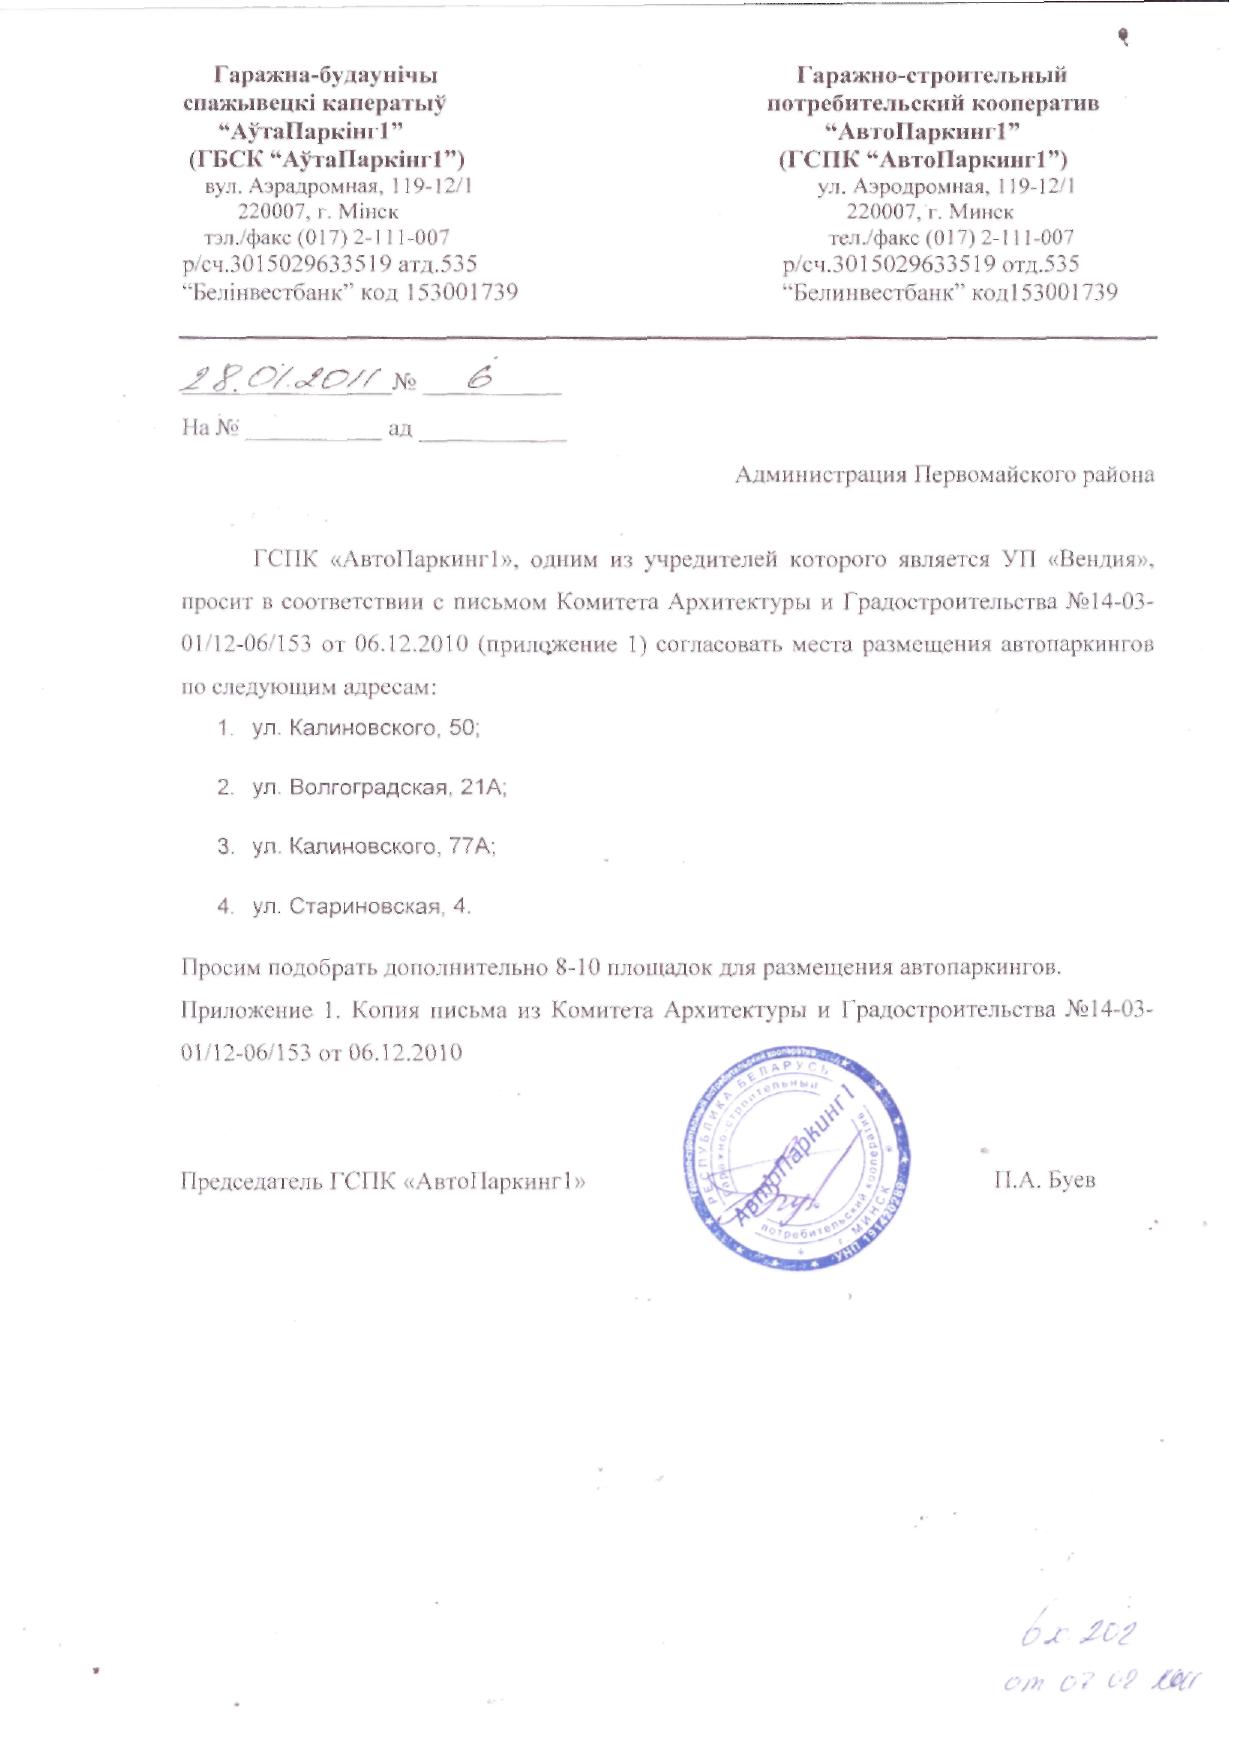 Гаражна-будаунічы
спажывецкі каператыў
“АўтаПаркінг1”
(ГБСК “АўтаПаркінг1”)
вул. Аэрадромная, 119-12/1
220007, г. Мінск
тэл./факс (017) 2-111-007
р/сч.3015029633519 атд.535
“Белінвестбанк” код 153001739
Гаражно-строительный
потребительский кооператив
“АвтоПаркинг1”
(ГСПК “АвтоПаркинг1”)
ул. Аэродромная, 119-12/1
220007, г. Минск
тел./факс (017) 2-111-007
р/сч.3015029633519 отд.535
“Белинвестбанк” код153001739
28.01.2011 № 6
На № ____________ ад ____________
Администрация Первомайского района
ГСПК «АвтоПаркинг1», одним из учредителей которого является УП «Вендия»,
просит в соответствии с письмом Комитета Архитектуры и Градостроительства №14-03-
01/12-06/153 от 06.12.2010 (приложение 1) согласовать места размещения автопаркингов
по следующим адресам:
1. ул. Калиновского, 50;
2. ул. Волгоградская, 21А;
3. ул. Калиновского, 77А;
4. ул. Стариновская, 4.
Просим подобрать дополнительно 8-10 площадок для размещения автопаркингов.
Приложение 1. Копия письма из Комитета Архитектуры и Градостроительства №14-03-
01/12-06/153 от 06.12.2010
Председатель ГСПК «АвтоПаркинг1»
П.А. Буев
РЕСПУБЛИКА БЕЛАРУСЬ
гаражно-строительный
АвтоПаркинг1
потребительский кооператив
г. МИНСК
УНП 191420289
вх 202
от 07 02 2011